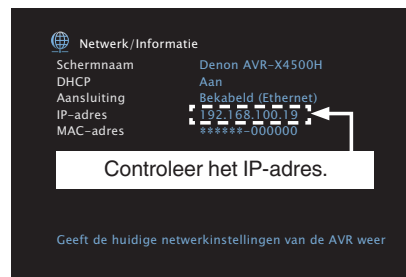 Netwerk/Informatie
Schermnaam Denon AVR-X4500H
DHCP Aan
Aansluiting Bekabeld (Ethernet)
IP-adres 192.168.100.19
MAC-adres ******-000000
Controleer het IP-adres.
Geeft de huidige netwerkinstellingen van de AVR weer